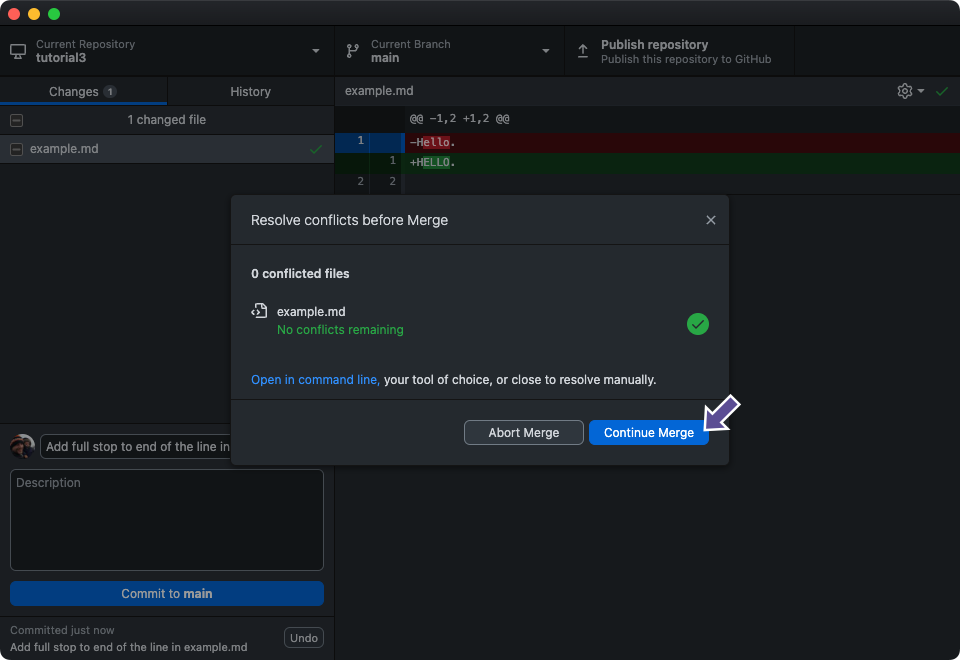 Current Repository
tutorial3
Current Branch
main
Publish repository
Publish this repository to GitHub
Changes 1
History
example.md
1 changed file
@@ -1,2 +1,2 @@
example.md
1 -Hello.
1 +HELLO.
2 2
Resolve conflicts before Merge
0 conflicted files
example.md
No conflicts remaining
Open in command line, your tool of choice, or close to resolve manually.
Abort Merge
Continue Merge
Add full stop to end of the line in
Description
Commit to main
Committed just now
Add full stop to end of the line in example.md
Undo